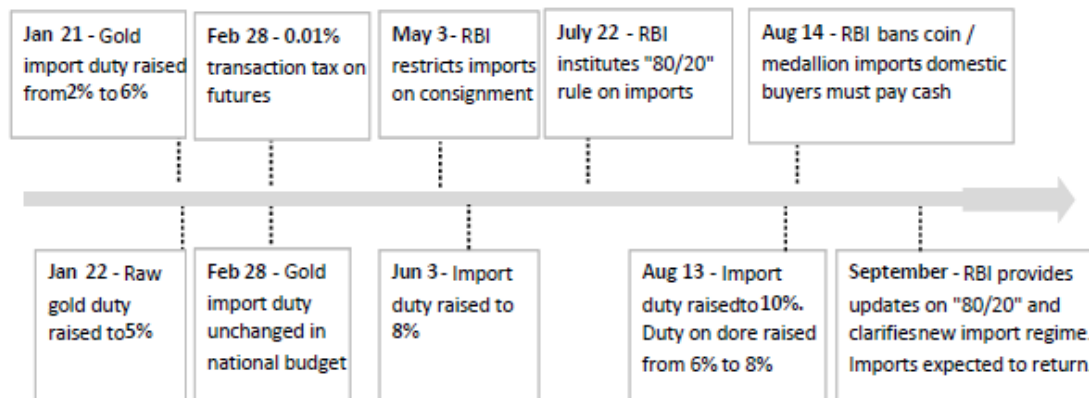 Jan 21 - Gold
import duty raised
from2% to 6%
Feb 28 - 0.01%
transaction tax on
futures
May 3 - RBI
restricts imports
on consignment
July 22 - RBI
institutes "80/20"
rule on imports
Aug 14 - RBI bans coin /
medallion imports domestic
buyers must pay cash
Jan 22 - Raw
gold duty
raised to5%
Feb 28 - Gold
import duty
unchanged in
national budget
Jun 3 - Import
duty raised to
8%
Aug 13 - Import
duty raisedto10%.
Duty on dore raised
from 6% to 8%
September - RBI provides
updates on "80/20" and
clarifiesnew import regime.
Imports expected to return